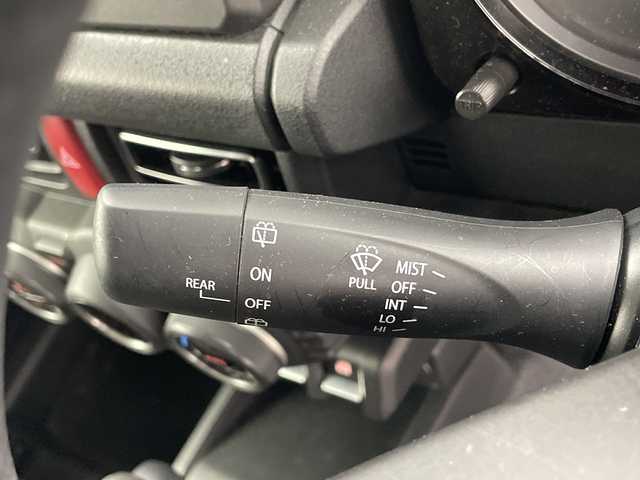 REAR
ON
OFF
PULL
MIST
OFF
INT
LO
HI